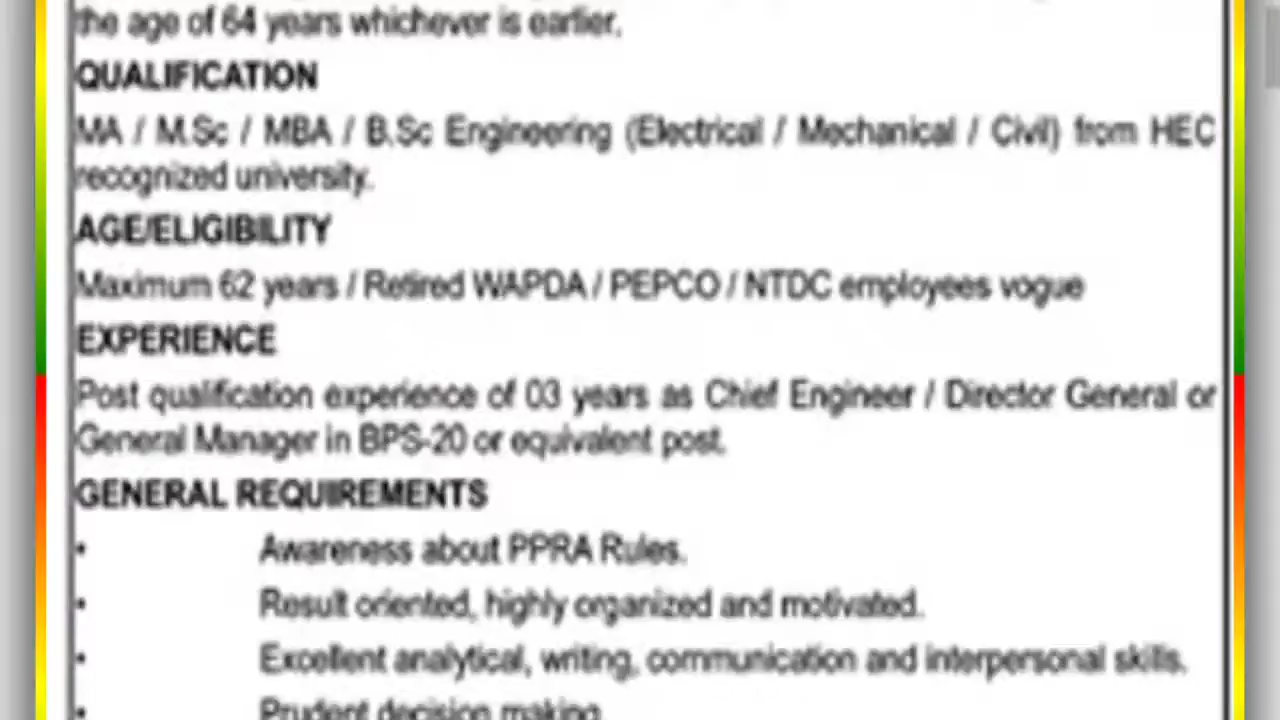 the age of 64 years whichever is earlier.
QUALIFICATION
MA / M.Sc / MBA / B.Sc Engineering (Electrical / Mechanical / Civil) from HEC
recognized university.
AGE/ELIGIBILITY
Maximum 62 years / Retired WAPDA / PEPCO / NTDC employees vogue
EXPERIENCE
Post qualification experience of 03 years as Chief Engineer / Director General or
General Manager in BPS-20 or equivalent post.
GENERAL REQUIREMENTS
• Awareness about PPRA Rules.
• Result oriented, highly organized and motivated.
• Excellent analytical, writing, communication and interpersonal skills.
• Prudent decision making.